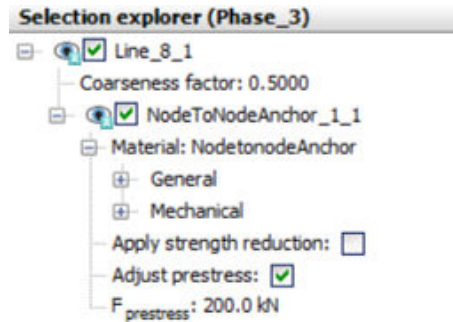 Selection explorer (Phase_3)
Line_8_1
Coarseness factor: 0.5000
NodeToNodeAnchor_1_1
Material: NodetonodeAnchor
General
Mechanical
Apply strength reduction:
Adjust prestress:
F prestress: 200.0 kN